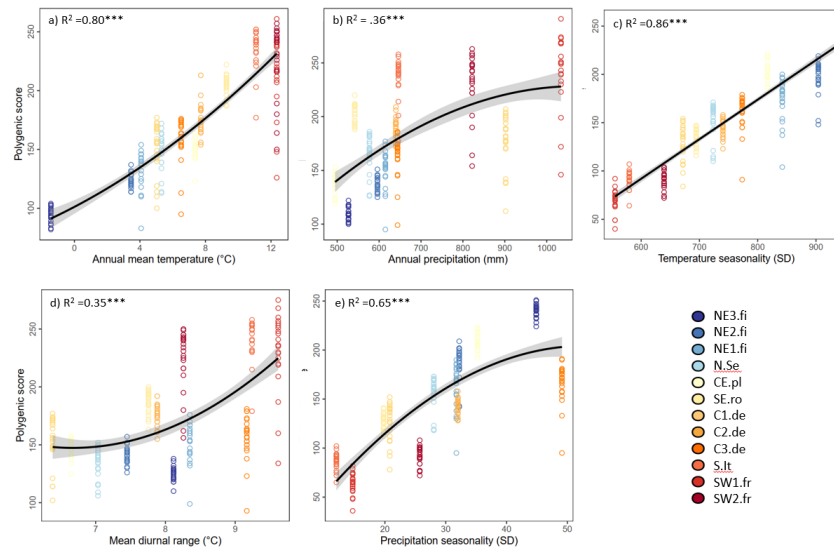 a) R² =0.80***
b) R² = .36***
c) R² =0.86***
Polygenic score
250
200
150
100
0
4
8
12
Annual mean temperature (°C)
250
200
150
100
500
600
700
800
900
1000
Annual precipitation (mm)
200
150
100
50
600
700
800
900
Temperature seasonality (SD)
d) R² =0.35***
e) R² =0.65***
Polygenic score
250
200
150
100
7
8
9
Mean diurnal range (°C)
250
200
150
100
50
20
30
40
50
Precipitation seasonality (SD)
NE3.fi
NE2.fi
NE1.fi
N.Se
CE.pl
SE.ro
C1.de
C2.de
C3.de
S.It
SW1.fr
SW2.fr